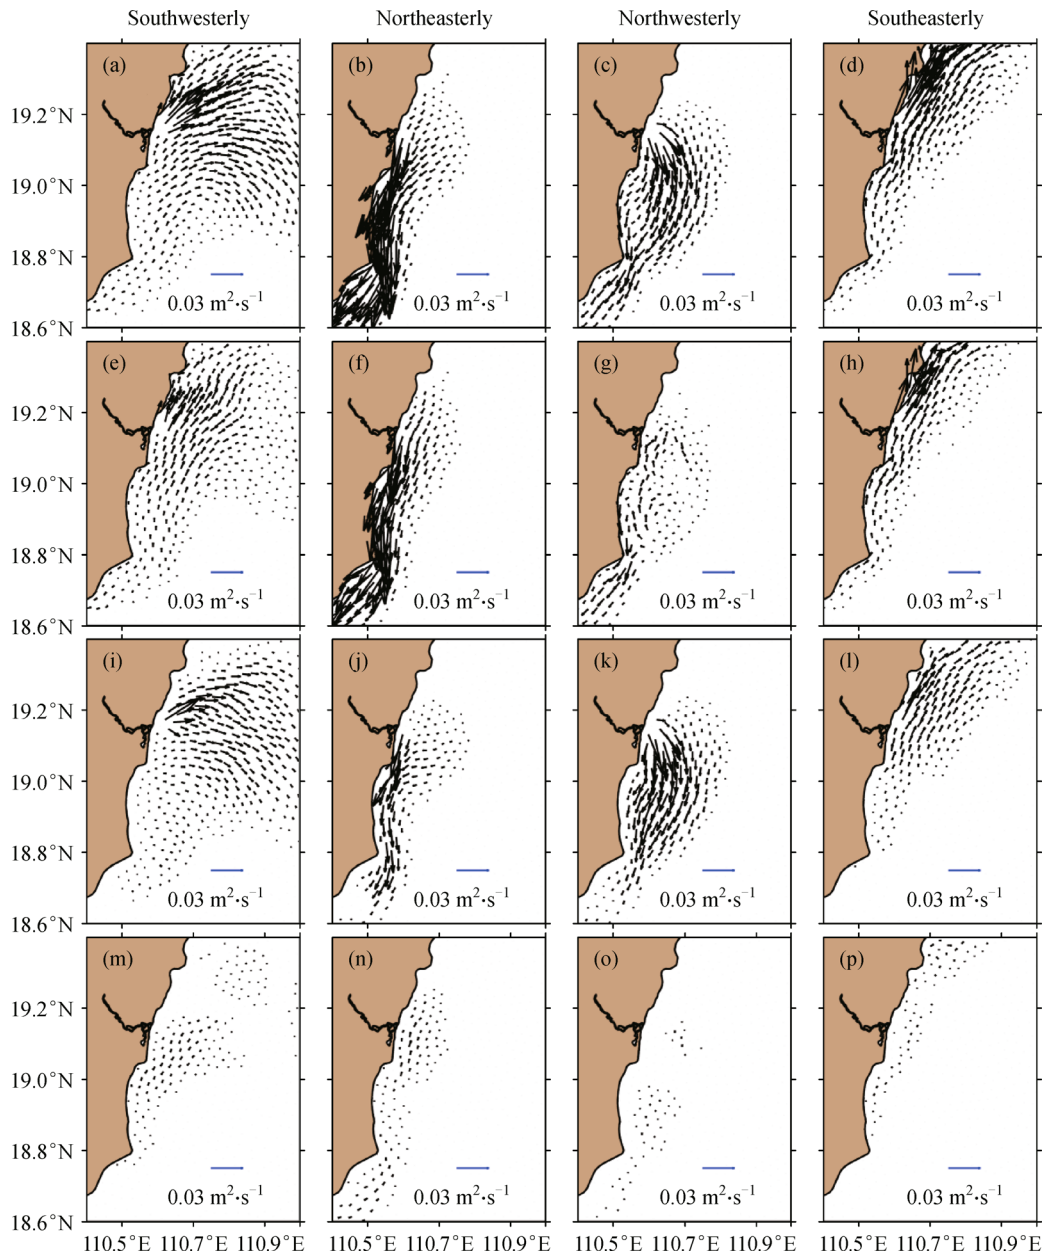 Southwesterly Northeasterly Northwesterly Southeasterly
(a) (b) (c) (d)
19.2°N
19.0°N
18.8°N
0.03 m²·s⁻¹ 0.03 m²·s⁻¹ 0.03 m²·s⁻¹ 0.03 m²·s⁻¹
18.6°N
(e) (f) (g) (h)
19.2°N
19.0°N
18.8°N
0.03 m²·s⁻¹ 0.03 m²·s⁻¹ 0.03 m²·s⁻¹ 0.03 m²·s⁻¹
18.6°N
(i) (j) (k) (l)
19.2°N
19.0°N
18.8°N
0.03 m²·s⁻¹ 0.03 m²·s⁻¹ 0.03 m²·s⁻¹ 0.03 m²·s⁻¹
18.6°N
(m) (n) (o) (p)
19.2°N
19.0°N
18.8°N
0.03 m²·s⁻¹ 0.03 m²·s⁻¹ 0.03 m²·s⁻¹ 0.03 m²·s⁻¹
18.6°N
110.5°E 110.7°E 110.9°E 110.5°E 110.7°E 110.9°E 110.5°E 110.7°E 110.9°E 110.5°E 110.7°E 110.9°E